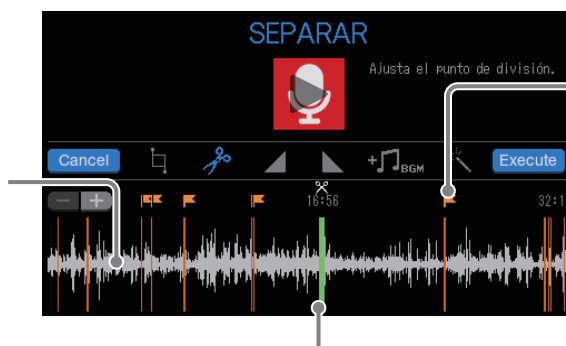 SEPARAR
Ajusta el punto de división.
Cancel
BGM
Execute
− +
16:56
32:1